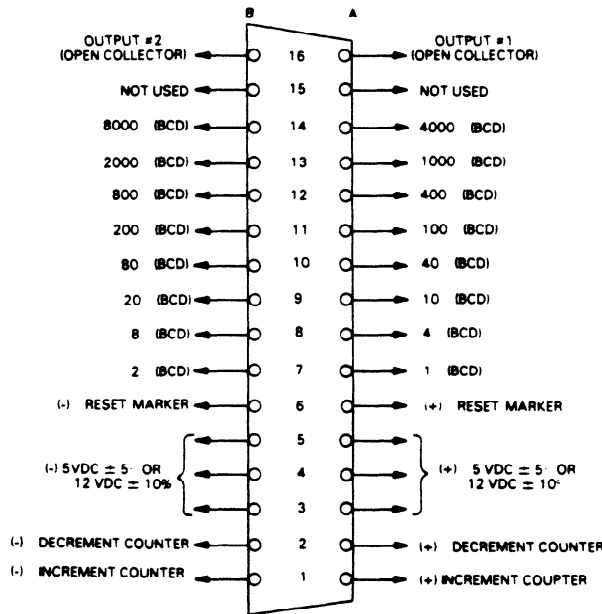 B A
OUTPUT #2 OUTPUT #1
(OPEN COLLECTOR) 16 (OPEN COLLECTOR)
NOT USED 15 NOT USED
8000 (BCD) 14 4000 (BCD)
2000 (BCD) 13 1000 (BCD)
800 (BCD) 12 400 (BCD)
200 (BCD) 11 100 (BCD)
80 (BCD) 10 40 (BCD)
20 (BCD) 9 10 (BCD)
8 (BCD) 8 4 (BCD)
2 (BCD) 7 1 (BCD)
(-) RESET MARKER 6 (+) RESET MARKER
5
(-) 5 VDC ± 5 OR 4 (+) 5 VDC ± 5 OR
12 VDC ± 10% 12 VDC ± 10
3
(-) DECREMENT COUNTER 2 (+) DECREMENT COUNTER
(-) INCREMENT COUNTER 1 (+) INCREMENT COUPTER